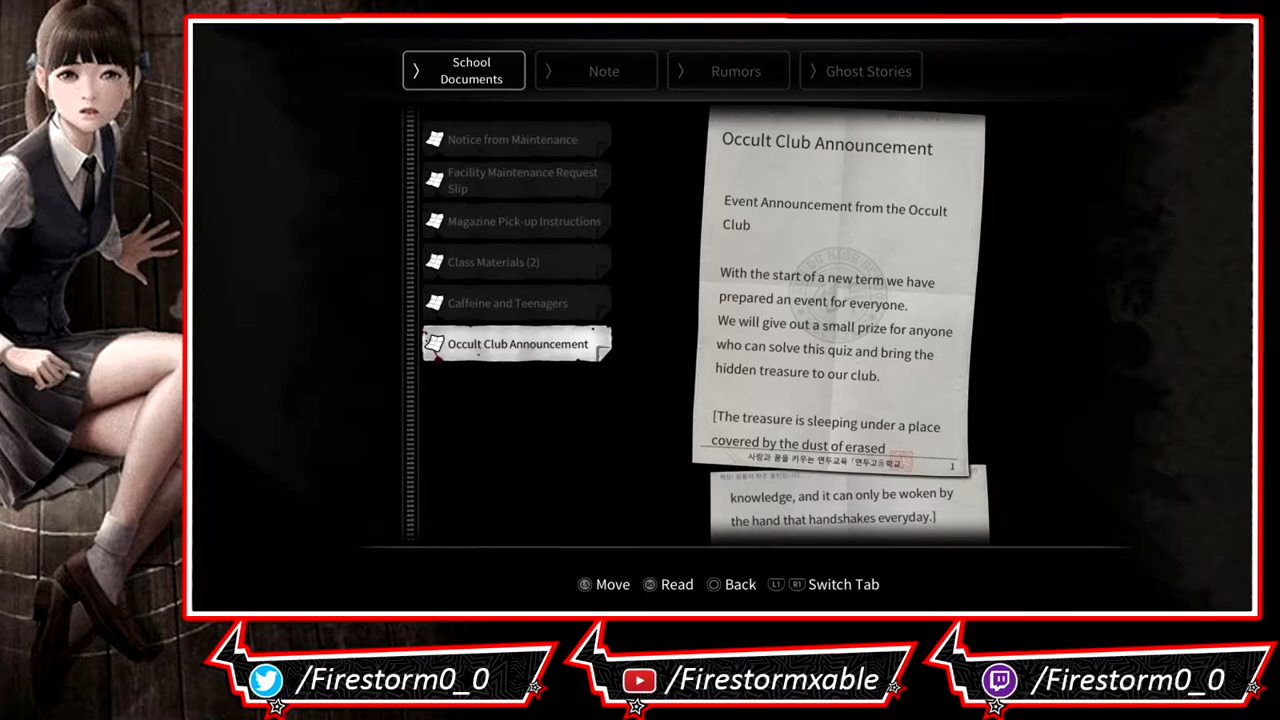 School
Documents
Note
Rumors
Ghost Stories
Notice from Maintenance
Facility Maintenance Request
Slip
Magazine Pick-up Instructions
Class Materials (2)
Caffeine and Teenagers
Occult Club Announcement
Occult Club Announcement
Event Announcement from the Occult
Club
With the start of a new term we have
prepared an event for everyone.
We will give out a small prize for anyone
who can solve this quiz and bring the
hidden treasure to our club.
[The treasure is sleeping under a place
covered by the dust of erased
사랑과 꿈을 키우는 연두교육 「연두고등학교」
1
knowledge, and it can only be woken by
the hand that handshakes everyday.]
Move
Read
Back
L1 R1 Switch Tab
/Firestorm0_0
/Firestormxable
/Firestorm0_0